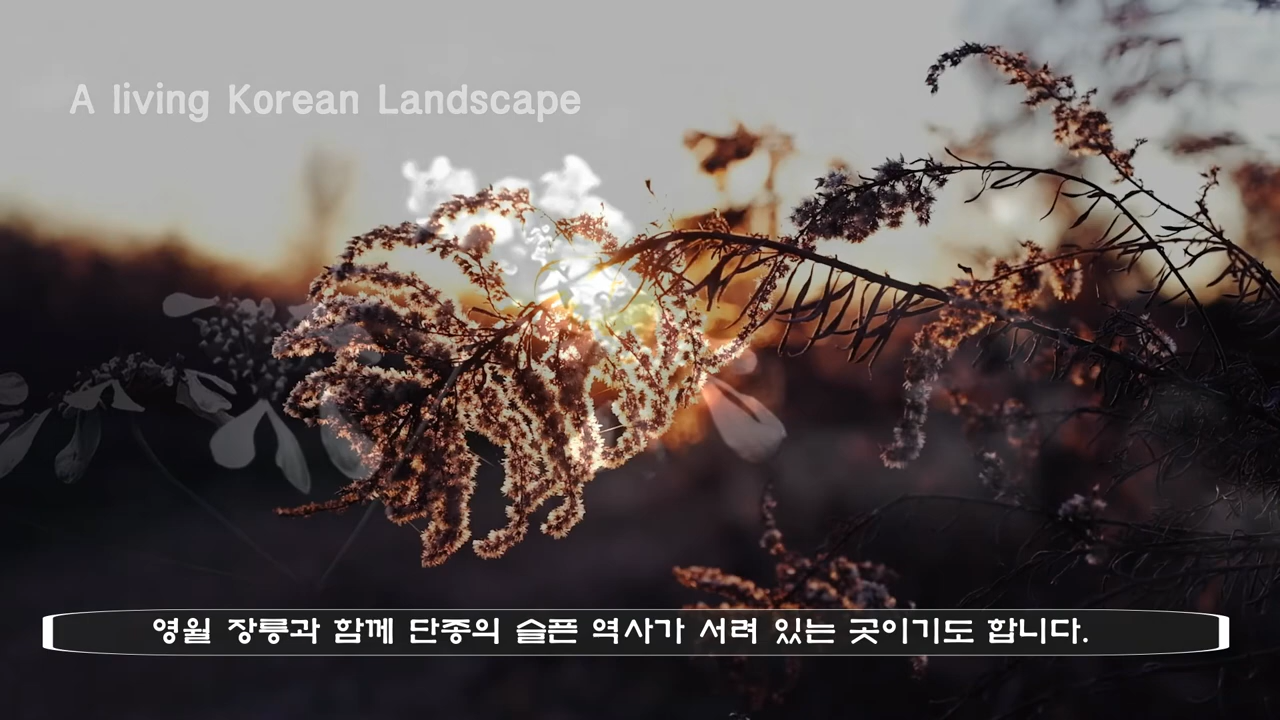 A living Korean Landscape
영월 장릉과 함께 단종의 슬픈 역사가 서려 있는 곳이기도 합니다.